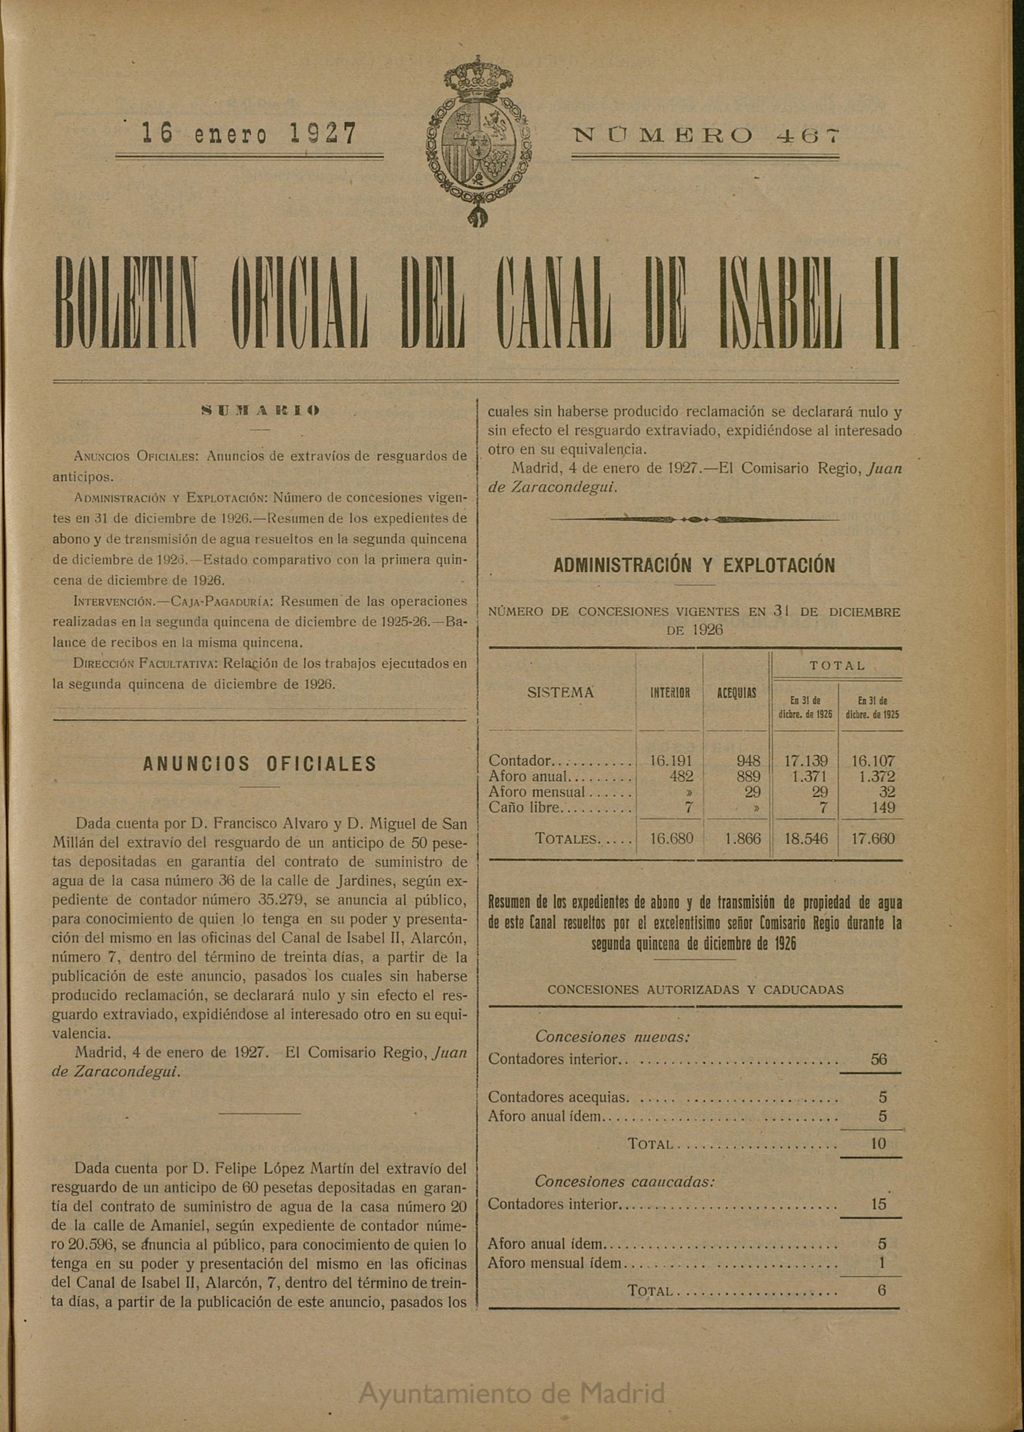 16 enero 1927
NÚMERO 467
BOLETIN OFICIAL DEL CANAL DE ISABEL II
SUMARIO
ANUNCIOS OFICIALES: Anuncios de extravíos de resguardos de
anticipos.
ADMINISTRACIÓN Y EXPLOTACIÓN: Número de concesiones vigen-
tes en 31 de diciembre de 1926.—Resumen de los expedientes de
abono y de transmisión de agua resueltos en la segunda quincena
de diciembre de 1926.—Estado comparativo con la primera quin-
cena de diciembre de 1926.
INTERVENCIÓN.—CAJA-PAGADURÍA: Resumen de las operaciones
realizadas en la segunda quincena de diciembre de 1925-26.—Ba-
lance de recibos en la misma quincena.
DIRECCIÓN FACULTATIVA: Relación de los trabajos ejecutados en
la segunda quincena de diciembre de 1926.
ANUNCIOS OFICIALES
Dada cuenta por D. Francisco Alvaro y D. Miguel de San
Millán del extravío del resguardo de un anticipo de 50 pese-
tas depositadas en garantía del contrato de suministro de
agua de la casa número 36 de la calle de Jardines, según ex-
pediente de contador número 35.279, se anuncia al público,
para conocimiento de quien lo tenga en su poder y presenta-
ción del mismo en las oficinas del Canal de Isabel II, Alarcón,
número 7, dentro del término de treinta días, a partir de la
publicación de este anuncio, pasados los cuales sin haberse
producido reclamación, se declarará nulo y sin efecto el res-
guardo extraviado, expidiéndose al interesado otro en su equi-
valencia.
Madrid, 4 de enero de 1927. El Comisario Regio, Juan
de Zaracondegui.
Dada cuenta por D. Felipe López Martín del extravío del
resguardo de un anticipo de 60 pesetas depositadas en garan-
tía del contrato de suministro de agua de la casa número 20
de la calle de Amaniel, según expediente de contador núme-
ro 20.596, se anuncia al público, para conocimiento de quien lo
tenga en su poder y presentación del mismo en las oficinas
del Canal de Isabel II, Alarcón, 7, dentro del término de trein-
ta días, a partir de la publicación de este anuncio, pasados los
cuales sin haberse producido reclamación se declarará nulo y
sin efecto el resguardo extraviado, expidiéndose al interesado
otro en su equivalencia.
Madrid, 4 de enero de 1927.—El Comisario Regio, Juan
de Zaracondegui.
ADMINISTRACIÓN Y EXPLOTACIÓN
NÚMERO DE CONCESIONES VIGENTES EN 31 DE DICIEMBRE
DE 1926
TOTAL
SISTEMA INTERIOR ACEQUIAS En 31 de dicbre. de 1926 En 31 de dicbre. de 1925
Contador........... 16.191 948 17.139 16.107
Aforo anual......... 482 889 1.371 1.372
Aforo mensual...... » 29 29 32
Caño libre.......... 7 » 7 149
TOTALES..... 16.680 1.866 18.546 17.660
Resumen de los expedientes de abono y de transmisión de propiedad de agua
de este Canal resueltos por el excelentísimo señor Comisario Regio durante la
segunda quincena de diciembre de 1926
CONCESIONES AUTORIZADAS Y CADUCADAS
Concesiones nuevas:
Contadores interior........................... 56
Contadores acequias......................... 5
Aforo anual ídem............................ 5
TOTAL..................... 10
Concesiones caaucadas:
Contadores interior........................... 15
Aforo anual ídem............................ 5
Aforo mensual ídem.......................... 1
TOTAL..................... 6
Ayuntamiento de Madrid